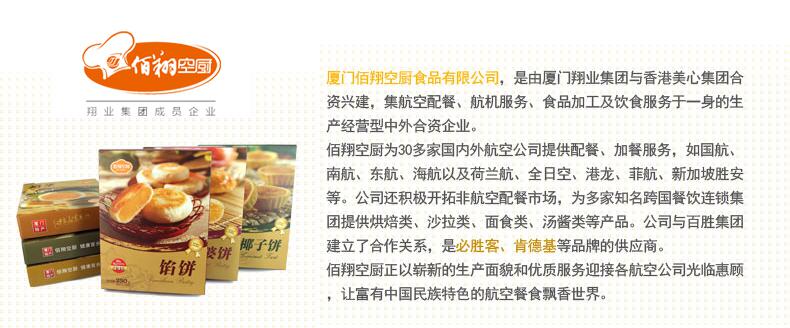 佰翔空厨
翔业集团成员企业
厦门佰翔空厨食品有限公司，是由厦门翔业集团与香港美心集团合
资兴建，集航空配餐、航机服务、食品加工及饮食服务于一身的生
产经营型中外合资企业。
佰翔空厨为30多家国内外航空公司提供配餐、加餐服务，如国航、
南航、东航、海航以及荷兰航、全日空、港龙、菲航、新加坡胜安
等。公司还积极开拓非航空配餐市场，为多家知名跨国餐饮连锁集
团提供烘焙类、沙拉类、面食类、汤酱类等产品。公司与百胜集团
建立了合作关系，是必胜客、肯德基等品牌的供应商。
佰翔空厨正以崭新的生产面貌和优质服务迎接各航空公司光临惠顾
，让富有中国民族特色的航空餐食飘香世界。
馅饼
婆饼
椰子饼
厦门
佰翔空厨
佰翔空厨